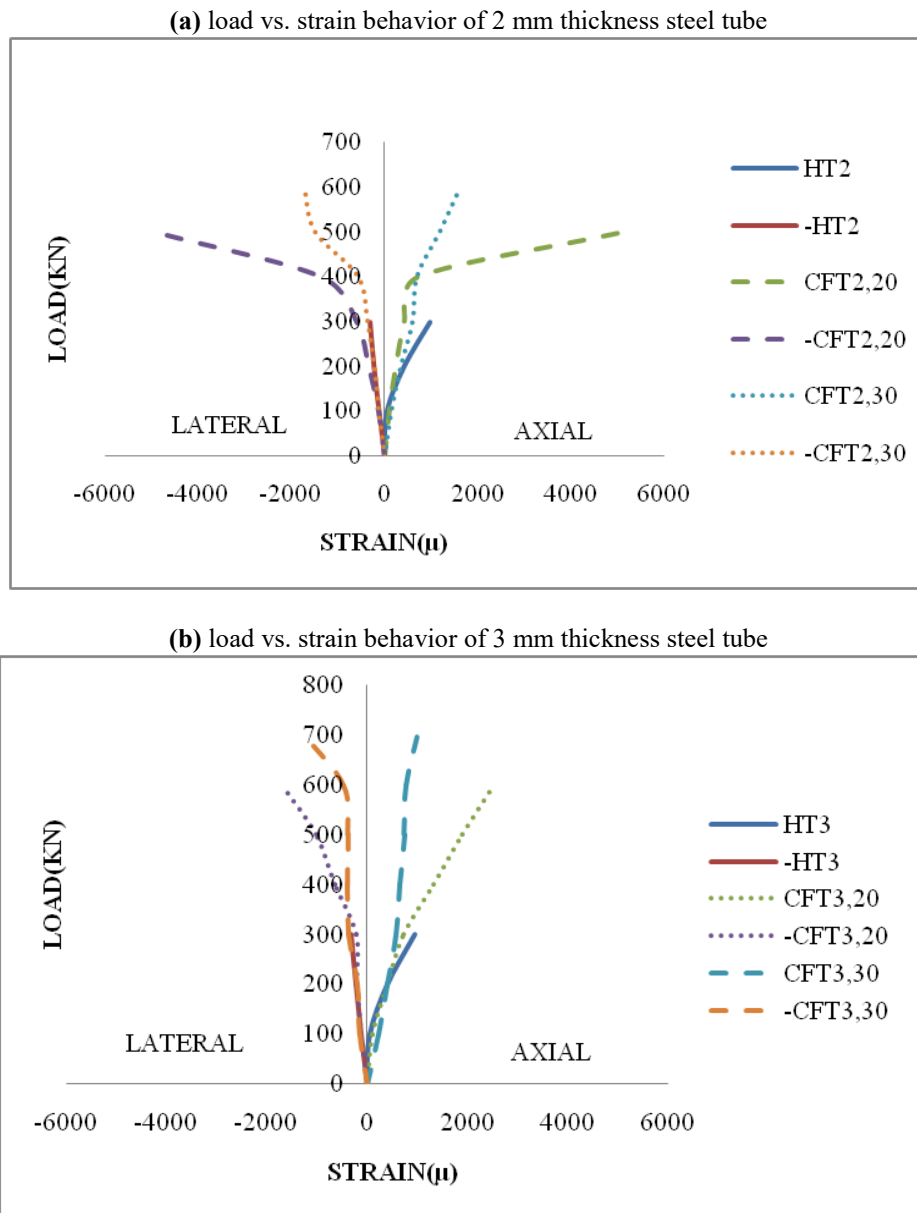 (a) load vs. strain behavior of 2 mm thickness steel tube
700
600
500
400
300
200
100
0
LOAD(KN)
LATERAL
AXIAL
-6000 -4000 -2000 0 2000 4000 6000
STRAIN(µ)
HT2
-HT2
CFT2,20
-CFT2,20
CFT2,30
-CFT2,30
(b) load vs. strain behavior of 3 mm thickness steel tube
800
700
600
500
400
300
200
100
0
LOAD(KN)
LATERAL
AXIAL
-6000 -4000 -2000 0 2000 4000 6000
STRAIN(µ)
HT3
-HT3
CFT3,20
-CFT3,20
CFT3,30
-CFT3,30